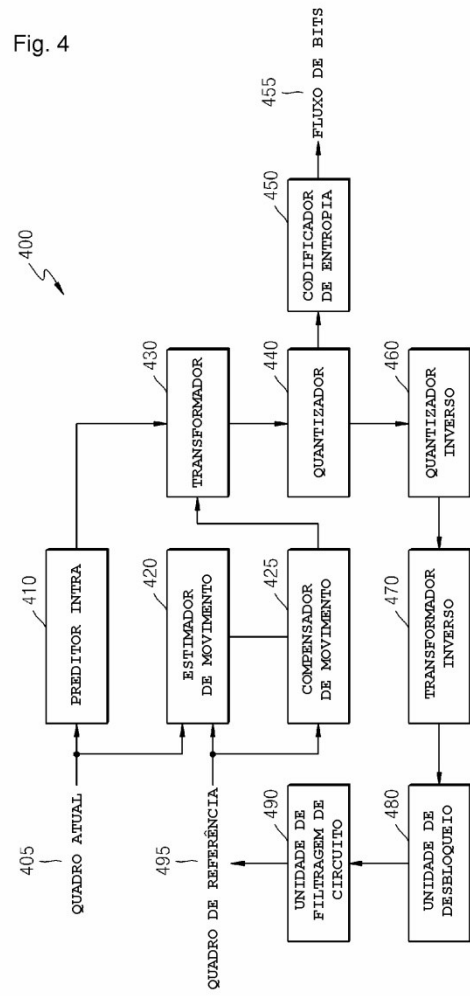 Fig. 4
400
405
QUADRO ATUAL
410
PREDITOR INTRA
430
TRANSFORMADOR
420
ESTIMADOR
DE MOVIMENTO
495
QUADRO DE REFERÊNCIA
425
COMPENSADOR
DE MOVIMENTO
440
QUANTIZADOR
450
CODIFICADOR
DE ENTROPIA
455
FLUXO DE BITS
490
UNIDADE DE
FILTRAGEM DE
CIRCUITO
480
UNIDADE DE
DESBLOQUEIO
470
TRANSFORMADOR
INVERSO
460
QUANTIZADOR
INVERSO